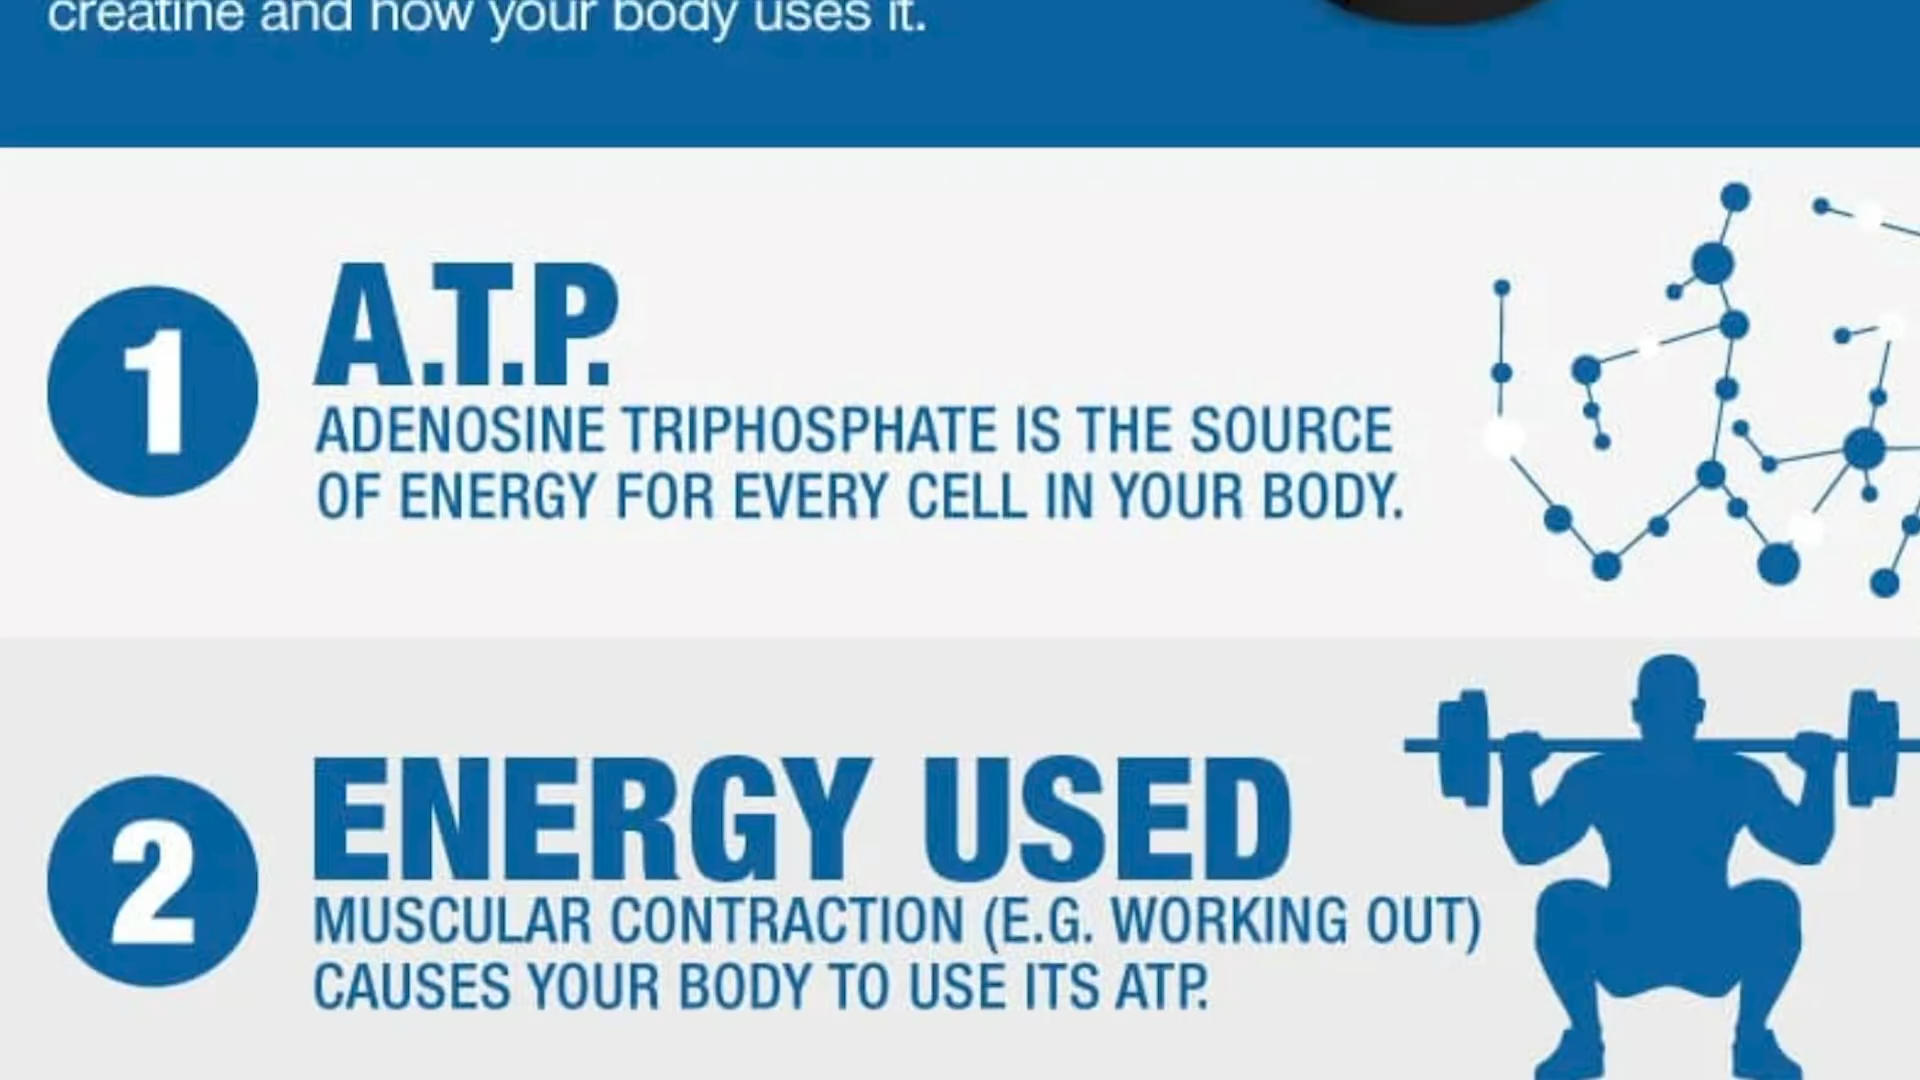 creatine and how your body uses it.
1
A.T.P.
ADENOSINE TRIPHOSPHATE IS THE SOURCE
OF ENERGY FOR EVERY CELL IN YOUR BODY.
2
ENERGY USED
MUSCULAR CONTRACTION (E.G. WORKING OUT)
CAUSES YOUR BODY TO USE ITS ATP.